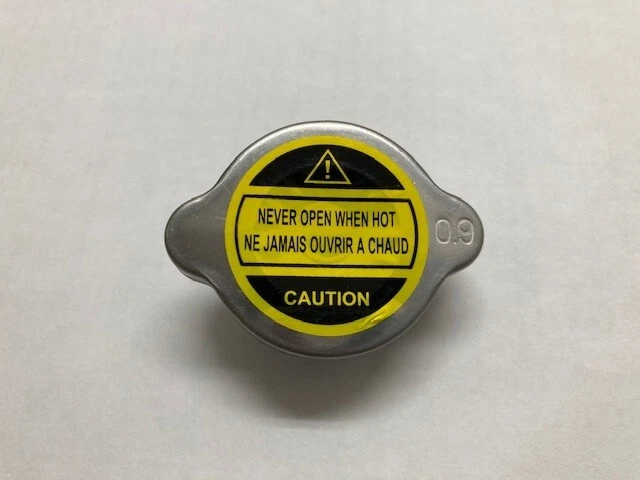 NEVER OPEN WHEN HOT
NE JAMAIS OUVRIR A CHAUD
0.9
CAUTION